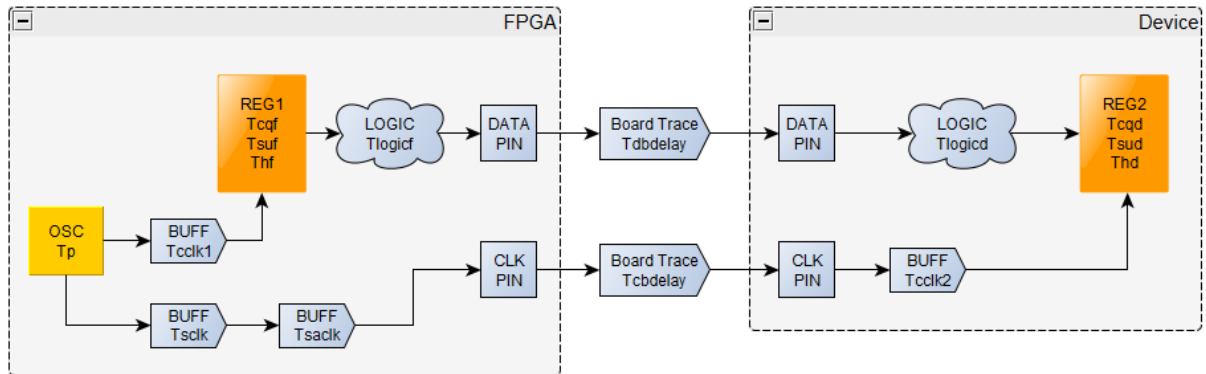 FPGA
Device
REG1
Tcqf
Tsuf
Thf
LOGIC
Tlogicf
DATA
PIN
Board Trace
Tdbdelay
DATA
PIN
LOGIC
Tlogicd
REG2
Tcqd
Tsud
Thd
OSC
Tp
BUFF
Tcclk1
CLK
PIN
Board Trace
Tcbdelay
CLK
PIN
BUFF
Tcclk2
BUFF
Tsclk
BUFF
Tsaclk